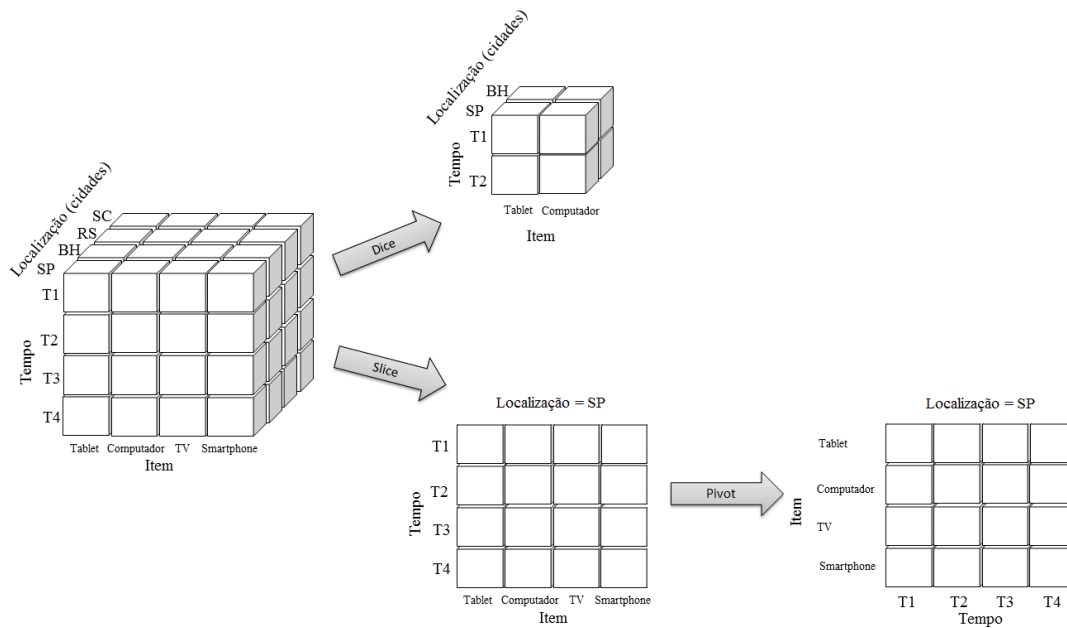 Localização (cidades)
SC
RS
BH
SP
T1
T2
T3
T4
Tempo
Tablet Computador TV Smartphone
Item
Dice
Localização (cidades)
BH
SP
T1
T2
Tempo
Tablet Computador
Item
Slice
Localização = SP
T1
T2
T3
T4
Tempo
Tablet Computador TV Smartphone
Item
Pivot
Localização = SP
Tablet
Computador
TV
Smartphone
Item
T1 T2 T3 T4
Tempo